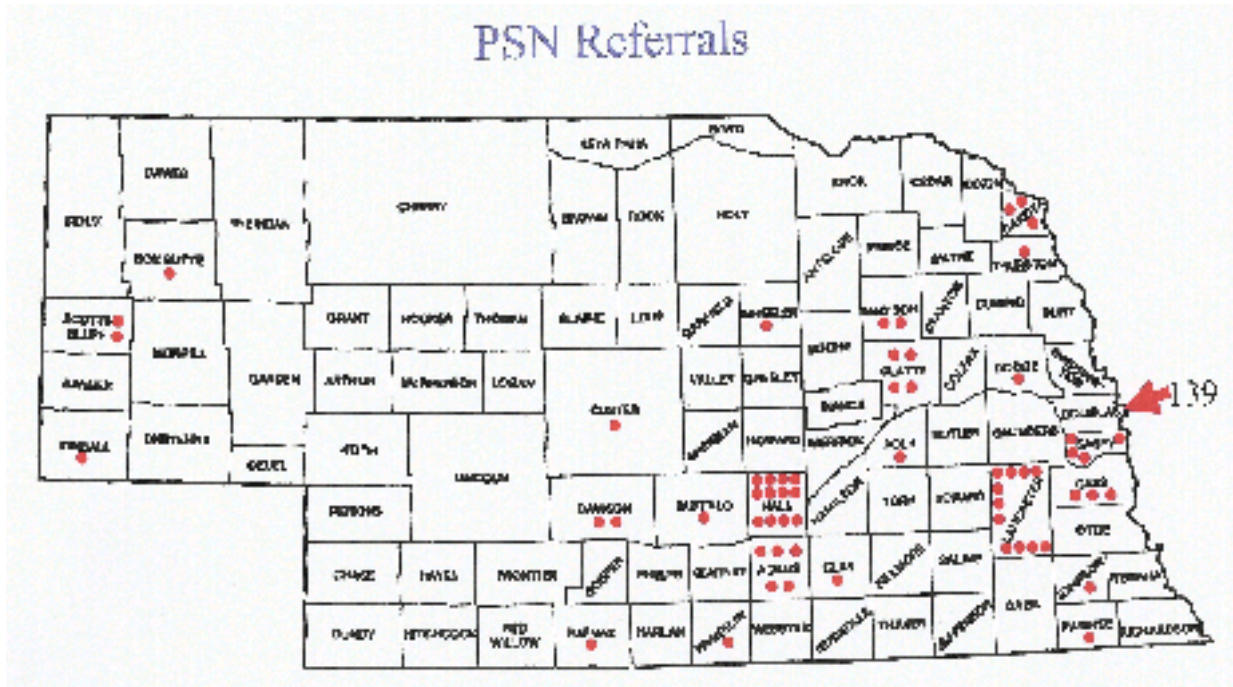 PSN Referrals
BOYD
KEYA PAHA
DAWES
SIOUX
SHERIDAN
CHERRY
BROWN
ROCK
HOLT
KNOX
CEDAR
DIXON
BOX BUTTE
ANTELOPE
PIERCE
WAYNE
THURSTON
SCOTTS
BLUFF
MORRILL
GARDEN
GRANT
HOOKER
THOMAS
BLAINE
LOUP
GARFIELD
WHEELER
MADISON
STANTON
CUMING
BURT
BANNER
ARTHUR
McPHERSON
LOGAN
CUSTER
VALLEY
GREELEY
BOONE
PLATTE
COLFAX
DODGE
139
DOUGLAS
KIMBALL
CHEYENNE
DEUEL
KEITH
LINCOLN
SHERMAN
HOWARD
NANCE
MERRICK
POLK
BUTLER
SAUNDERS
SARPY
PERKINS
DAWSON
BUFFALO
HALL
HAMILTON
YORK
SEWARD
LANCASTER
CASS
OTOE
CHASE
HAYES
FRONTIER
GOSPER
PHELPS
KEARNEY
ADAMS
CLAY
FILLMORE
SALINE
GAGE
JOHNSON
NEMAHA
DUNDY
HITCHCOCK
RED
WILLOW
FURNAS
HARLAN
FRANKLIN
WEBSTER
NUCKOLLS
THAYER
JEFFERSON
PAWNEE
RICHARDSON